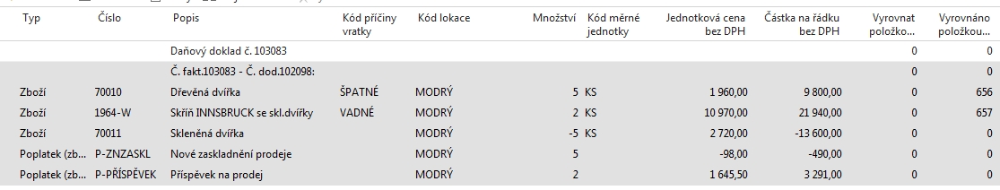 Typ Číslo Popis Kód příčiny vratky Kód lokace Množství Kód měrné jednotky Jednotková cena bez DPH Částka na řádku bez DPH Vyrovnat položko... Vyrovnáno položkou...
Daňový doklad č. 103083 0 0
Č. fakt.103083 - Č. dod.102098: 0 0
Zboží 70010 Dřevěná dvířka ŠPATNÉ MODRÝ 5 KS 1 960,00 9 800,00 0 656
Zboží 1964-W Skříň INNSBRUCK se skl.dvířky VADNÉ MODRÝ 2 KS 10 970,00 21 940,00 0 657
Zboží 70011 Skleněná dvířka MODRÝ -5 KS 2 720,00 -13 600,00 0 0
Poplatek (zb... P-ZNZASKL Nové zaskladnění prodeje MODRÝ 5 -98,00 -490,00 0 0
Poplatek (zb... P-PŘÍSPĚVEK Příspěvek na prodej MODRÝ 2 1 645,50 3 291,00 0 0